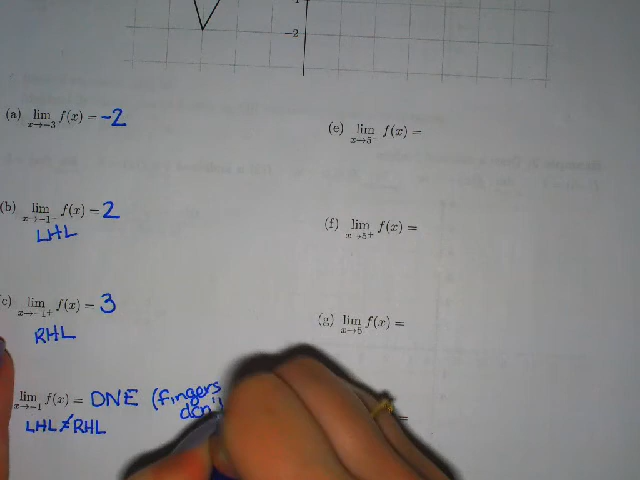 -2
(a) lim x→-3 f(x) = -2
(e) lim x→5⁻ f(x) =
(b) lim x→-1⁻ f(x) = 2
LHL
(f) lim x→5⁺ f(x) =
(c) lim x→-1⁺ f(x) = 3
RHL
(g) lim x→5 f(x) =
lim x→-1 f(x) = DNE (fingers
don'
LHL ≠ RHL
=